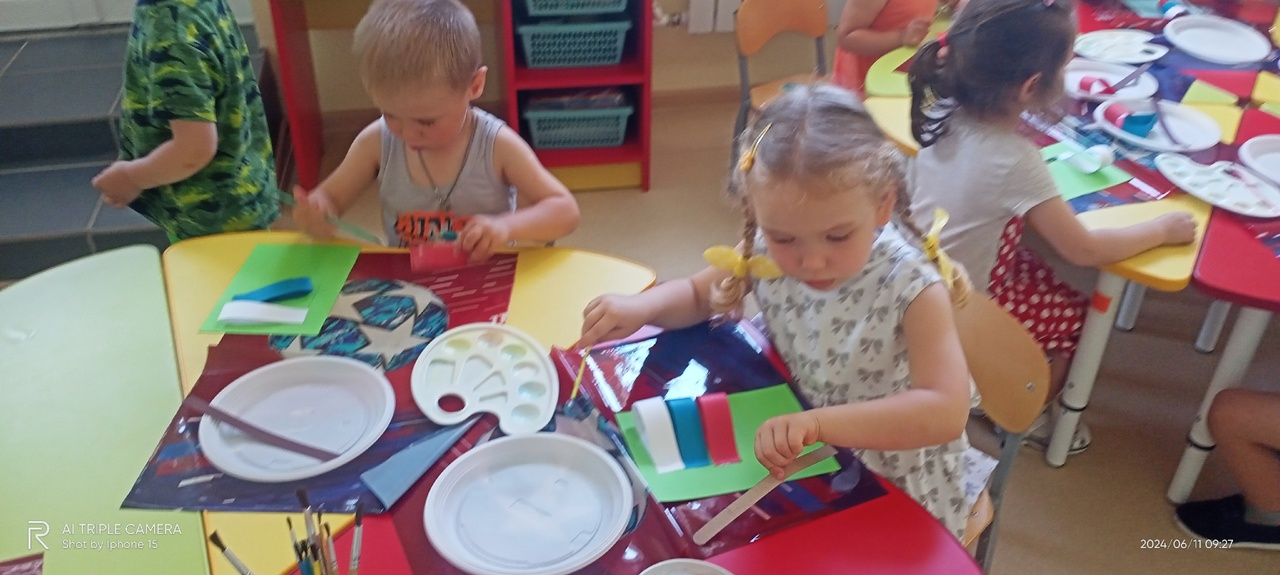 R AI TRIPLE CAMERA
Shot by Iphone 15
2024/06/11 09:27